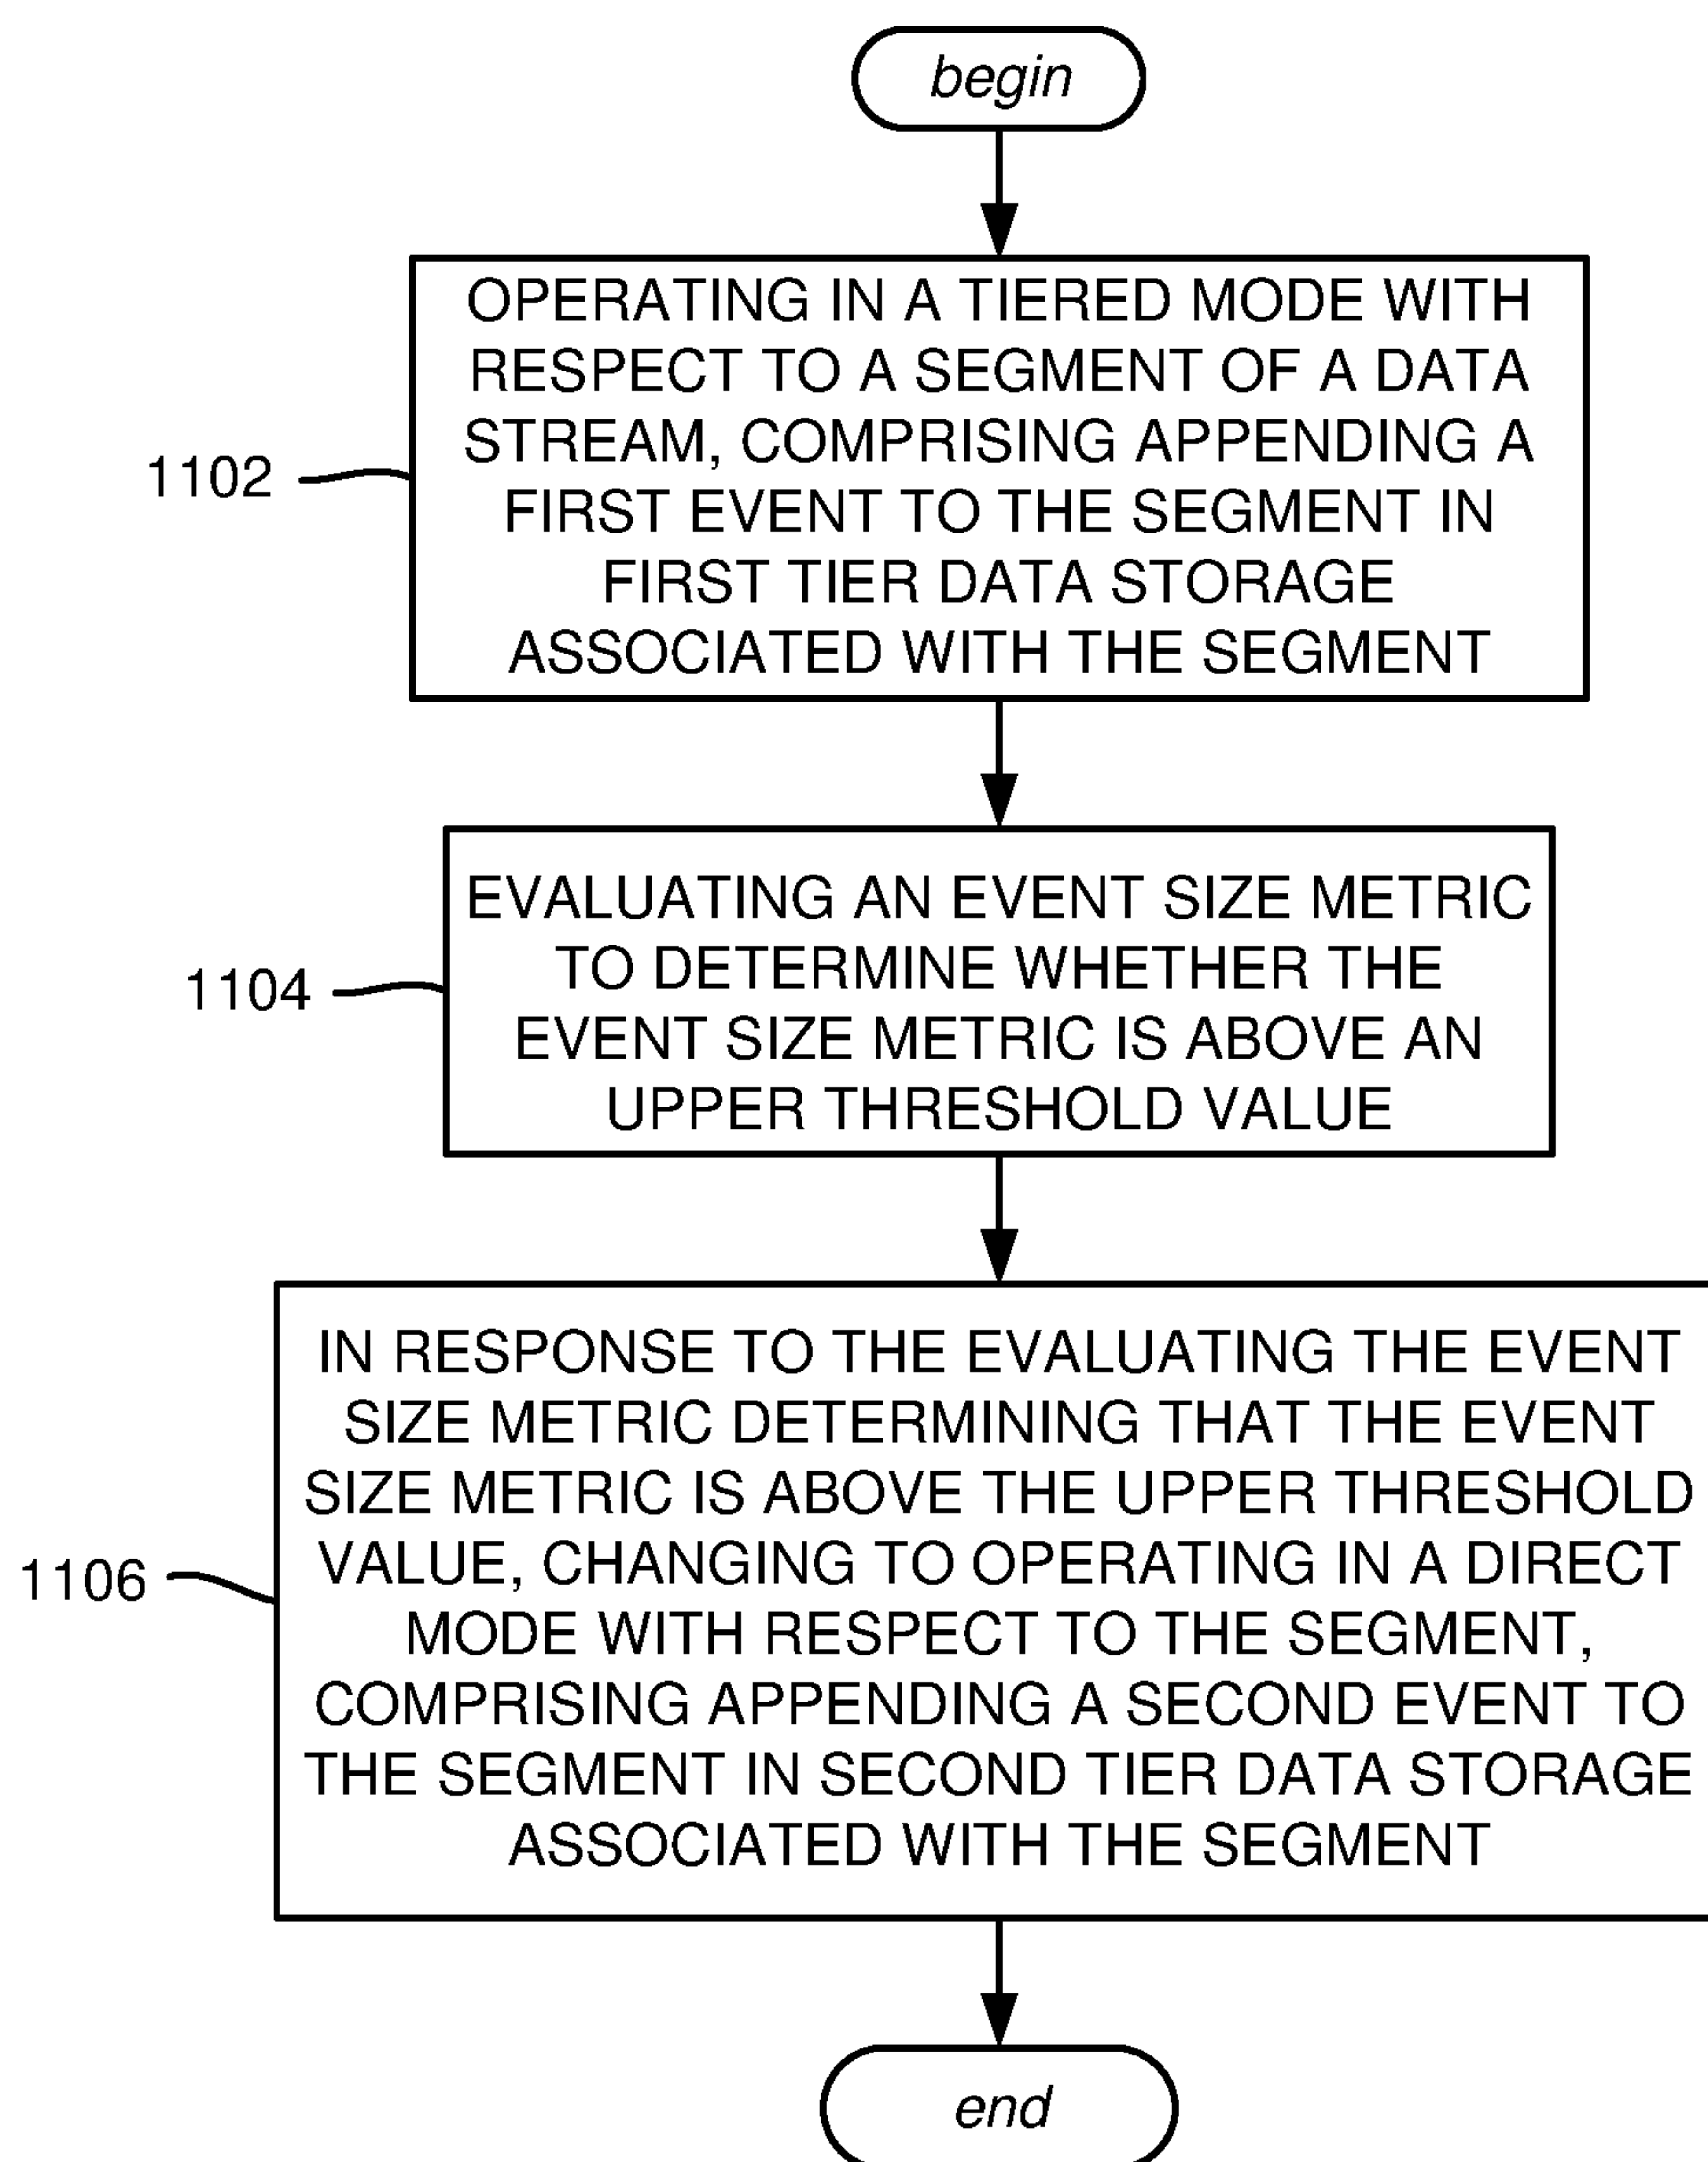 begin
OPERATING IN A TIERED MODE WITH
RESPECT TO A SEGMENT OF A DATA
STREAM, COMPRISING APPENDING A
FIRST EVENT TO THE SEGMENT IN
FIRST TIER DATA STORAGE
ASSOCIATED WITH THE SEGMENT
1102
EVALUATING AN EVENT SIZE METRIC
TO DETERMINE WHETHER THE
EVENT SIZE METRIC IS ABOVE AN
UPPER THRESHOLD VALUE
1104
IN RESPONSE TO THE EVALUATING THE EVENT
SIZE METRIC DETERMINING THAT THE EVENT
SIZE METRIC IS ABOVE THE UPPER THRESHOLD
VALUE, CHANGING TO OPERATING IN A DIRECT
MODE WITH RESPECT TO THE SEGMENT,
COMPRISING APPENDING A SECOND EVENT TO
THE SEGMENT IN SECOND TIER DATA STORAGE
ASSOCIATED WITH THE SEGMENT
1106
end